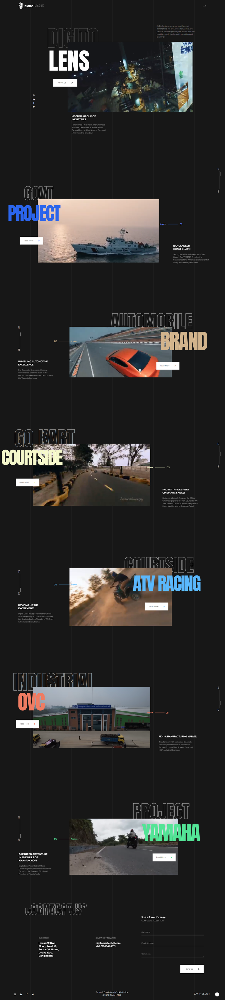 DIGITO LENS
At Digito Lens, we are more than just
filmmakers, we are visual storytellers. Our
passion lies in capturing the essence of the
world through the lens of innovation and
creativity.
DIGITO
LENS
About Us
MEGHNA GROUP OF
INDUSTRIES
Transformed MGI's Vision into Cinematic
Brilliance, One Frame at a Time. From
Factory Floors to Silver Screens: Captured
MGI's Industrial Grandeur.
01
06
GOVT
PROJECT
Read More
P 205
COAST GUARD
Project
01
BANGLADESH
COAST GUARD
Setting Sail with the Bangladesh Coast
Guard - Our TVC 2023. Bringing the
Guardians of Our Waters to the Forefront of
Safety and Security on Screen.
AUTOMOBILE
BRAND
02
06
02
Project
Read More
UNVEILING AUTOMOTIVE
EXCELLENCE
Our Cinematic Showcase of Luxury,
Performance, and Innovation at the
Automobile Showroom. See Cars Come to
Life Through Our Lens.
GO KART
COURTSIDE
03
06
Project
03
Read More
RACING THRILLS MEET
CINEMATIC SKILLS!
Digito Lens Proudly Presents the Official
Cinematography of 'Go Kart Courtside'. We
Took the Fast Lane to Capture Every Heart-
Pounding Moment in Stunning Detail.
COURTSIDE
ATV RACING
04
06
04
Project
Read More
REVVING UP THE
EXCITEMENT!
Digito Lens Proudly Presents the Official
Cinematography of 'Courtside ATV Racing'.
Get Ready to Feel the Thunder of Off-Road
Adventure in Every Frame.
INDUSTRIAL
OVC
05
06
Meghna Ceramic Industries Ltd.
Project
05
Read More
MGI - A MANUFACTURING MARVEL
Transformed MGI's Vision into Cinematic
Brilliance, One Frame at a Time. From
Factory Floors to Silver Screens: Captured
MGI's Industrial Grandeur.
PROJECT
YAMAHA
02
06
06
Project
Read More
CAPTURED ADVENTURE
IN THE HILLS OF
KHAGRACHORI
Digito Lens Presents the Official
Cinematography of Yamaha Motorbike.
Capturing the Essence of Thrill and
Freedom on Two Wheels.
CONTACT US
Just a form. It's easy.
COMPELETE ALL SECTION
Full Name
Email Address
Comment
Send Us
OUR OFFICE
House: 12 (2nd
Floor), Road: 19,
Sector: 14, Uttara,
Dhaka 1230,
Bangladesh.
START A CONVERSATION
digitomartech@.com
+88 01980409571
Terms & Conditions | Cookie Policy
© 2024 Digito LENS.
SAY HELLO !